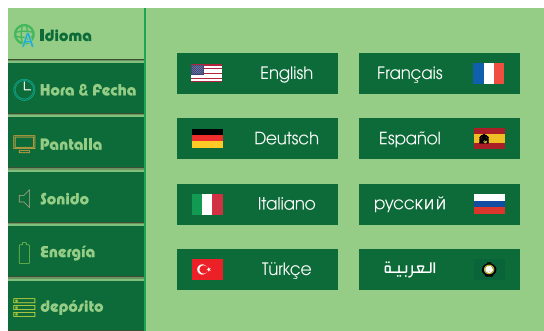 Idioma
Hora & Fecha
Pantalla
Sonido
Energía
depósito
English
Français
Deutsch
Español
Italiano
русский
Türkçe
العربية